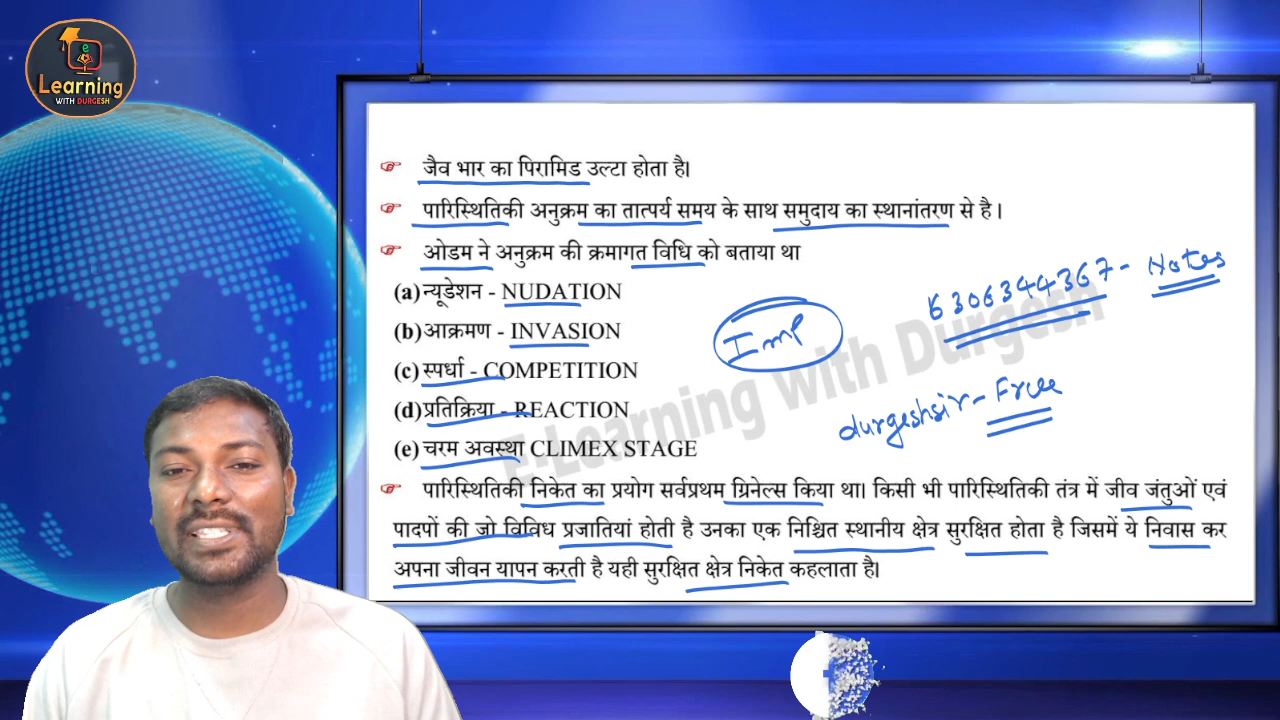 e
Learning
WITH DURGESH
जैव भार का पिरामिड उल्टा होता है।
पारिस्थितिकी अनुक्रम का तात्पर्य समय के साथ समुदाय का स्थानांतरण से है।
ओडम ने अनुक्रम की क्रमागत विधि को बताया था
(a) न्यूडेशन - NUDATION
(b) आक्रमण - INVASION
(c) स्पर्धा - COMPETITION
(d) प्रतिक्रिया - REACTION
(e) चरम अवस्था CLIMEX STAGE
पारिस्थितिकी निकेत का प्रयोग सर्वप्रथम ग्रिनेल्स किया था। किसी भी पारिस्थितिकी तंत्र में जीव जंतुओं एवं
पादपों की जो विविध प्रजातियां होती है उनका एक निश्चित स्थानीय क्षेत्र सुरक्षित होता है जिसमें ये निवास कर
अपना जीवन यापन करती है यही सुरक्षित क्षेत्र निकेत कहलाता है।
Imp
6306344367- Notes
durgeshsir - Free
E-Learning with Durgesh